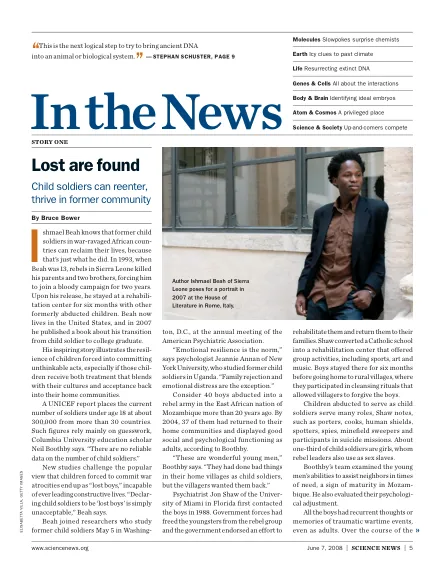 “This is the next logical step to try to bring ancient DNA
into an animal or biological system.” — STEPHAN SCHUSTER, PAGE 9
Molecules Slowpokes surprise chemists
Earth Icy clues to past climate
Life Resurrecting extinct DNA
Genes & Cells All about the interactions
Body & Brain Identifying ideal embryos
Atom & Cosmos A privileged place
Science & Society Up-and-comers compete
In the News
STORY ONE
Lost are found
Child soldiers can reenter,
thrive in former community
By Bruce Bower
Ishmael Beah knows that former child
soldiers in war-ravaged African coun-
tries can reclaim their lives, because
that’s just what he did. In 1993, when
Beah was 13, rebels in Sierra Leone killed
his parents and two brothers, forcing him
to join a bloody campaign for two years.
Upon his release, he stayed at a rehabili-
tation center for six months with other
formerly abducted children. Beah now
lives in the United States, and in 2007
he published a book about his transition
from child soldier to college graduate.
His inspiring story illustrates the resil-
ience of children forced into committing
unthinkable acts, especially if those chil-
dren receive both treatment that blends
with their cultures and acceptance back
into their home communities.
A UNICEF report places the current
number of soldiers under age 18 at about
300,000 from more than 30 countries.
Such figures rely mainly on guesswork,
Columbia University education scholar
Neil Boothby says. “There are no reliable
data on the number of child soldiers.”
New studies challenge the popular
view that children forced to commit war
atrocities end up as “lost boys,” incapable
of ever leading constructive lives. “Declar-
ing child soldiers to be ‘lost boys’ is simply
unacceptable,” Beah says.
Beah joined researchers who study
former child soldiers May 5 in Washing-
Author Ishmael Beah of Sierra
Leone poses for a portrait in
2007 at the House of
Literature in Rome, Italy.
ton, D.C., at the annual meeting of the
American Psychiatric Association.
“Emotional resilience is the norm,”
says psychologist Jeannie Annan of New
York University, who studied former child
soldiers in Uganda. “Family rejection and
emotional distress are the exception.”
Consider 40 boys abducted into a
rebel army in the East African nation of
Mozambique more than 20 years ago. By
2004, 37 of them had returned to their
home communities and displayed good
social and psychological functioning as
adults, according to Boothby.
“These are wonderful young men,”
Boothby says. “They had done bad things
in their home villages as child soldiers,
but the villagers wanted them back.”
Psychiatrist Jon Shaw of the Univer-
sity of Miami in Florida first contacted
the boys in 1988. Government forces had
freed the youngsters from the rebel group
and the government endorsed an effort to
rehabilitate them and return them to their
families. Shaw converted a Catholic school
into a rehabilitation center that offered
group activities, including sports, art and
music. Boys stayed there for six months
before going home to rural villages, where
they participated in cleansing rituals that
allowed villagers to forgive the boys.
Children abducted to serve as child
soldiers serve many roles, Shaw notes,
such as porters, cooks, human shields,
spotters, spies, minefield sweepers and
participants in suicide missions. About
one-third of child soldiers are girls, whom
rebel leaders also use as sex slaves.
Boothby’s team examined the young
men’s abilities to assist neighbors in times
of need, a sign of maturity in Mozam-
bique. He also evaluated their psychologi-
cal adjustment.
All the boys had recurrent thoughts or
memories of traumatic wartime events,
even as adults. Over the course of the »
www.sciencenews.org
June 7, 2008 | SCIENCE NEWS | 5